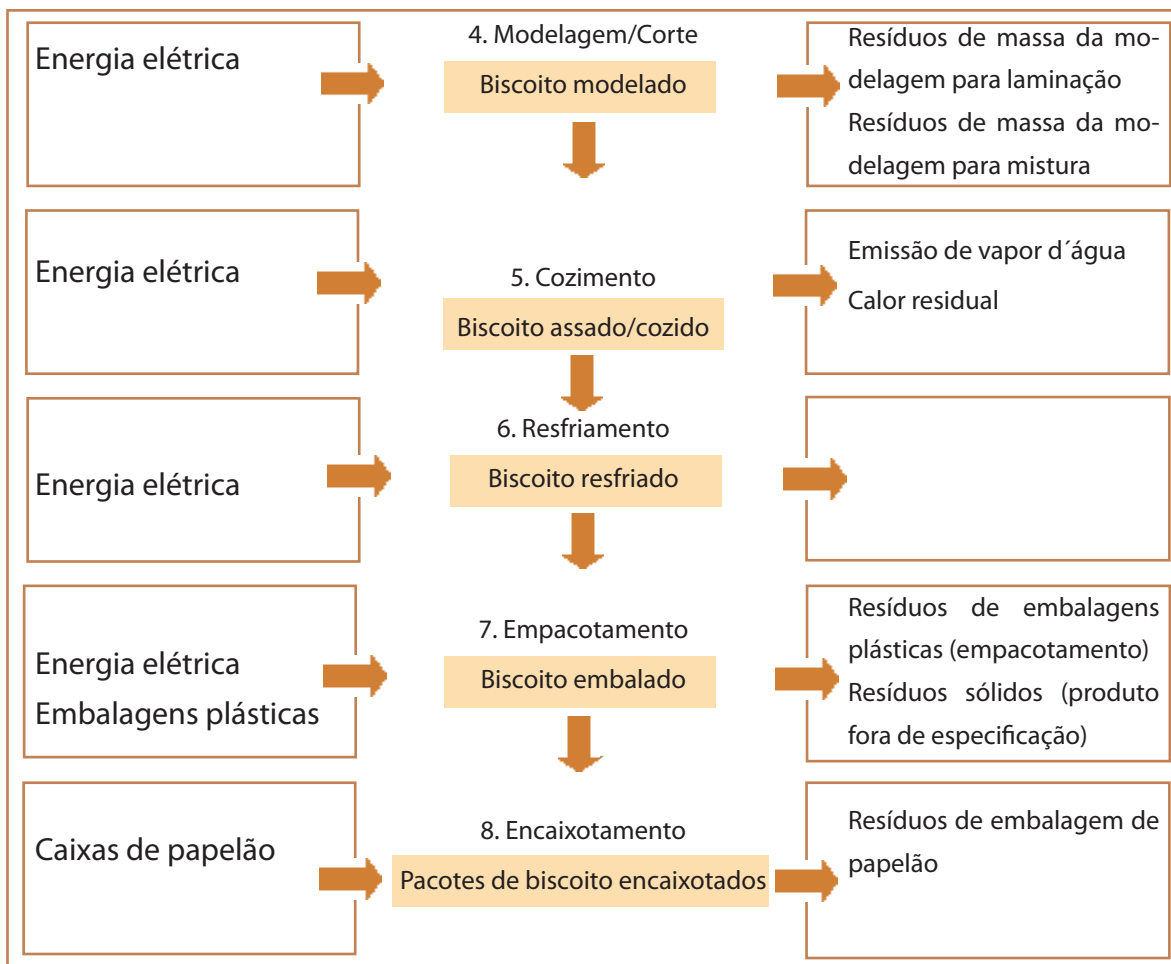 Energia elétrica
4. Modelagem/Corte
Biscoito modelado
Resíduos de massa da mo-
delagem para laminação
Resíduos de massa da mo-
delagem para mistura
Energia elétrica
5. Cozimento
Biscoito assado/cozido
Emissão de vapor d´água
Calor residual
Energia elétrica
6. Resfriamento
Biscoito resfriado
Energia elétrica
Embalagens plásticas
7. Empacotamento
Biscoito embalado
Resíduos de embalagens
plásticas (empacotamento)
Resíduos sólidos (produto
fora de especificação)
Caixas de papelão
8. Encaixotamento
Pacotes de biscoito encaixotados
Resíduos de embalagem de
papelão